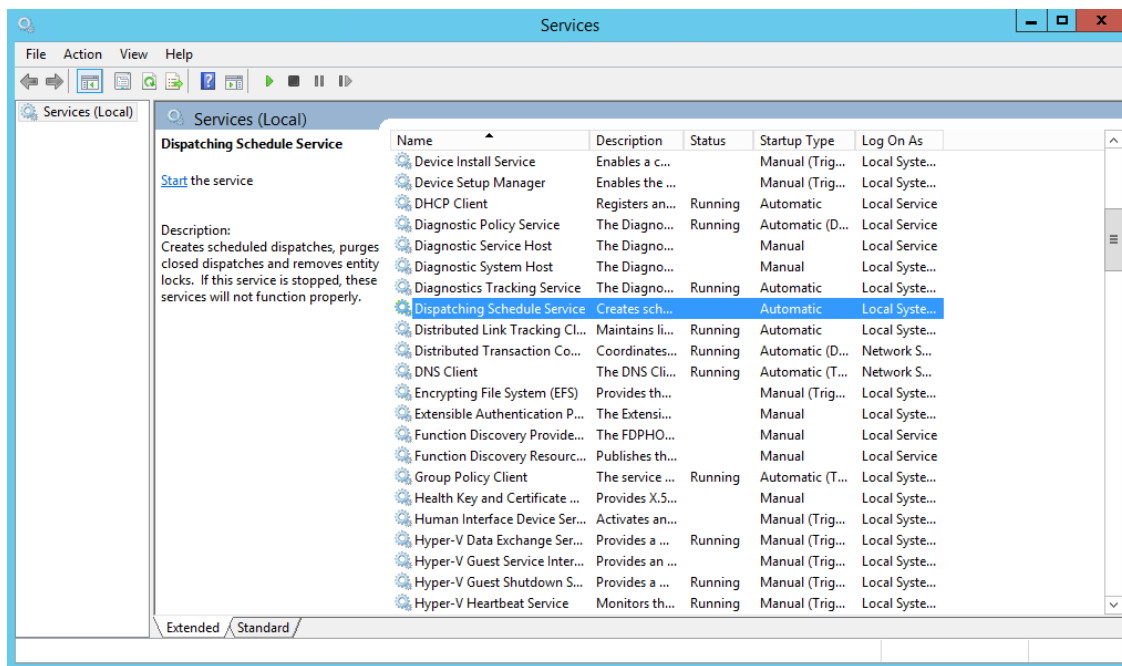 Services
File Action View Help
Services (Local)
Services (Local)
Dispatching Schedule Service
Start the service
Description:
Creates scheduled dispatches, purges
closed dispatches and removes entity
locks. If this service is stopped, these
services will not function properly.
Name Description Status Startup Type Log On As
Device Install Service Enables a c... Manual (Trig... Local Syste...
Device Setup Manager Enables the ... Manual (Trig... Local Syste...
DHCP Client Registers an... Running Automatic Local Service
Diagnostic Policy Service The Diagno... Running Automatic (D... Local Service
Diagnostic Service Host The Diagno... Manual Local Service
Diagnostic System Host The Diagno... Manual Local Syste...
Diagnostics Tracking Service The Diagno... Running Automatic Local Syste...
Dispatching Schedule Service Creates sch... Automatic Local Syste...
Distributed Link Tracking Cl... Maintains li... Running Automatic Local Syste...
Distributed Transaction Co... Coordinates... Running Automatic (D... Network S...
DNS Client The DNS Cli... Running Automatic (T... Network S...
Encrypting File System (EFS) Provides th... Manual (Trig... Local Syste...
Extensible Authentication P... The Extensi... Manual Local Syste...
Function Discovery Provide... The FDPHO... Manual Local Service
Function Discovery Resourc... Publishes th... Manual Local Service
Group Policy Client The service ... Running Automatic (T... Local Syste...
Health Key and Certificate ... Provides X.5... Manual Local Syste...
Human Interface Device Ser... Activates an... Manual (Trig... Local Syste...
Hyper-V Data Exchange Ser... Provides a ... Running Manual (Trig... Local Syste...
Hyper-V Guest Service Inter... Provides an ... Manual (Trig... Local Syste...
Hyper-V Guest Shutdown S... Provides a ... Running Manual (Trig... Local Syste...
Hyper-V Heartbeat Service Monitors th... Running Manual (Trig... Local Syste...
Extended Standard